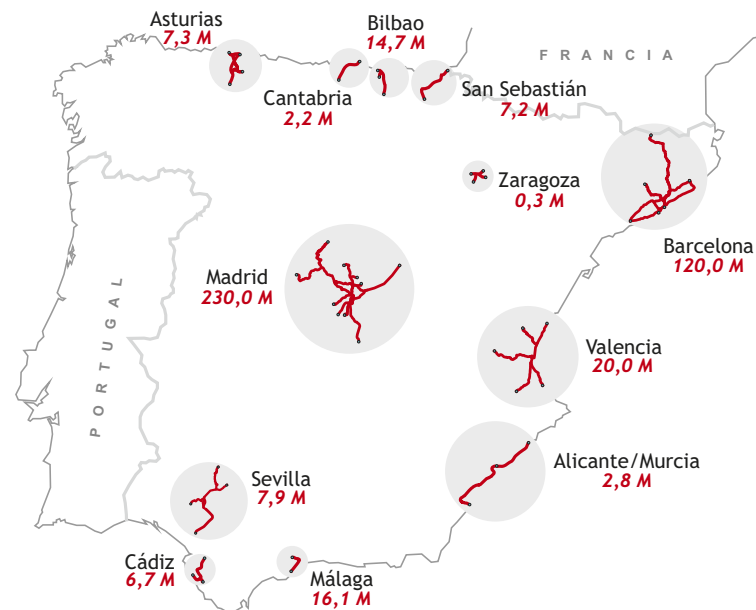 Asturias
7,3 M
Bilbao
14,7 M
FRANCIA
Cantabria
2,2 M
San Sebastián
7,2 M
Zaragoza
0,3 M
Barcelona
120,0 M
Madrid
230,0 M
PORTUGAL
Valencia
20,0 M
Alicante/Murcia
2,8 M
Sevilla
7,9 M
Cádiz
6,7 M
Málaga
16,1 M